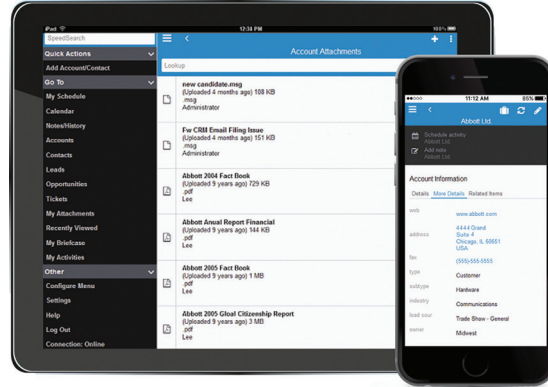 iPad
12:38 PM
100%
SpeedSearch
Quick Actions
Add Account/Contact
Go To
My Schedule
Calendar
Notes/History
Accounts
Contacts
Leads
Opportunities
Tickets
My Attachments
Recently Viewed
My Briefcase
My Activities
Other
Configure Menu
Settings
Help
Log Out
Connection: Online
Account Attachments
Lookup
new candidate.msg
(Uploaded 4 months ago) 108 KB
.msg
Administrator
Fw CRM Email Filing Issue
(Uploaded 4 months ago) 151 KB
.msg
Administrator
Abbott 2004 Fact Book
(Uploaded 9 years ago) 729 KB
.pdf
Lee
Abbott Anual Report Financial
(Uploaded 9 years ago) 144 KB
.pdf
Lee
Abbott 2005 Fact Book
(Uploaded 9 years ago) 1 MB
.pdf
Lee
Abbott 2005 Gloal Citizenship Report
(Uploaded 9 years ago) 3 MB
.pdf
Lee
11:12 AM
85%
Abbott Ltd.
Schedule activity
Abbott Ltd.
Add note
Abbott Ltd.
Account Information
Details More Details Related Items
web
www.abbott.com
address
4444 Grand
Suite 4
Chicago, IL 60651
USA
fax
(555)-555-5555
type
Customer
subtype
Hardware
industry
Communications
lead sour
Trade Show - General
owner
Midwest